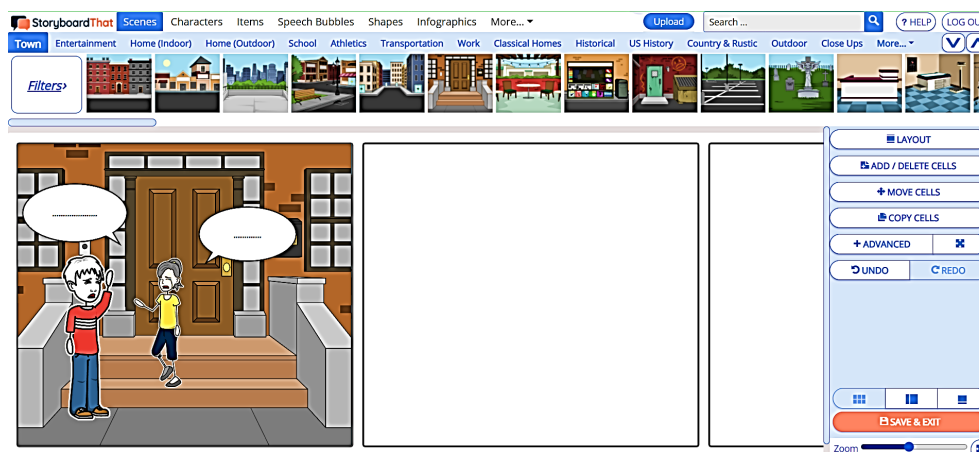 StoryboardThat Scenes Characters Items Speech Bubbles Shapes Infographics More... Upload Search ... ? HELP LOG OU
Town Entertainment Home (Indoor) Home (Outdoor) School Athletics Transportation Work Classical Homes Historical US History Country & Rustic Outdoor Close Ups More...
Filters›
LAYOUT
ADD / DELETE CELLS
MOVE CELLS
COPY CELLS
+ ADVANCED
UNDO REDO
SAVE & EXIT
Zoom